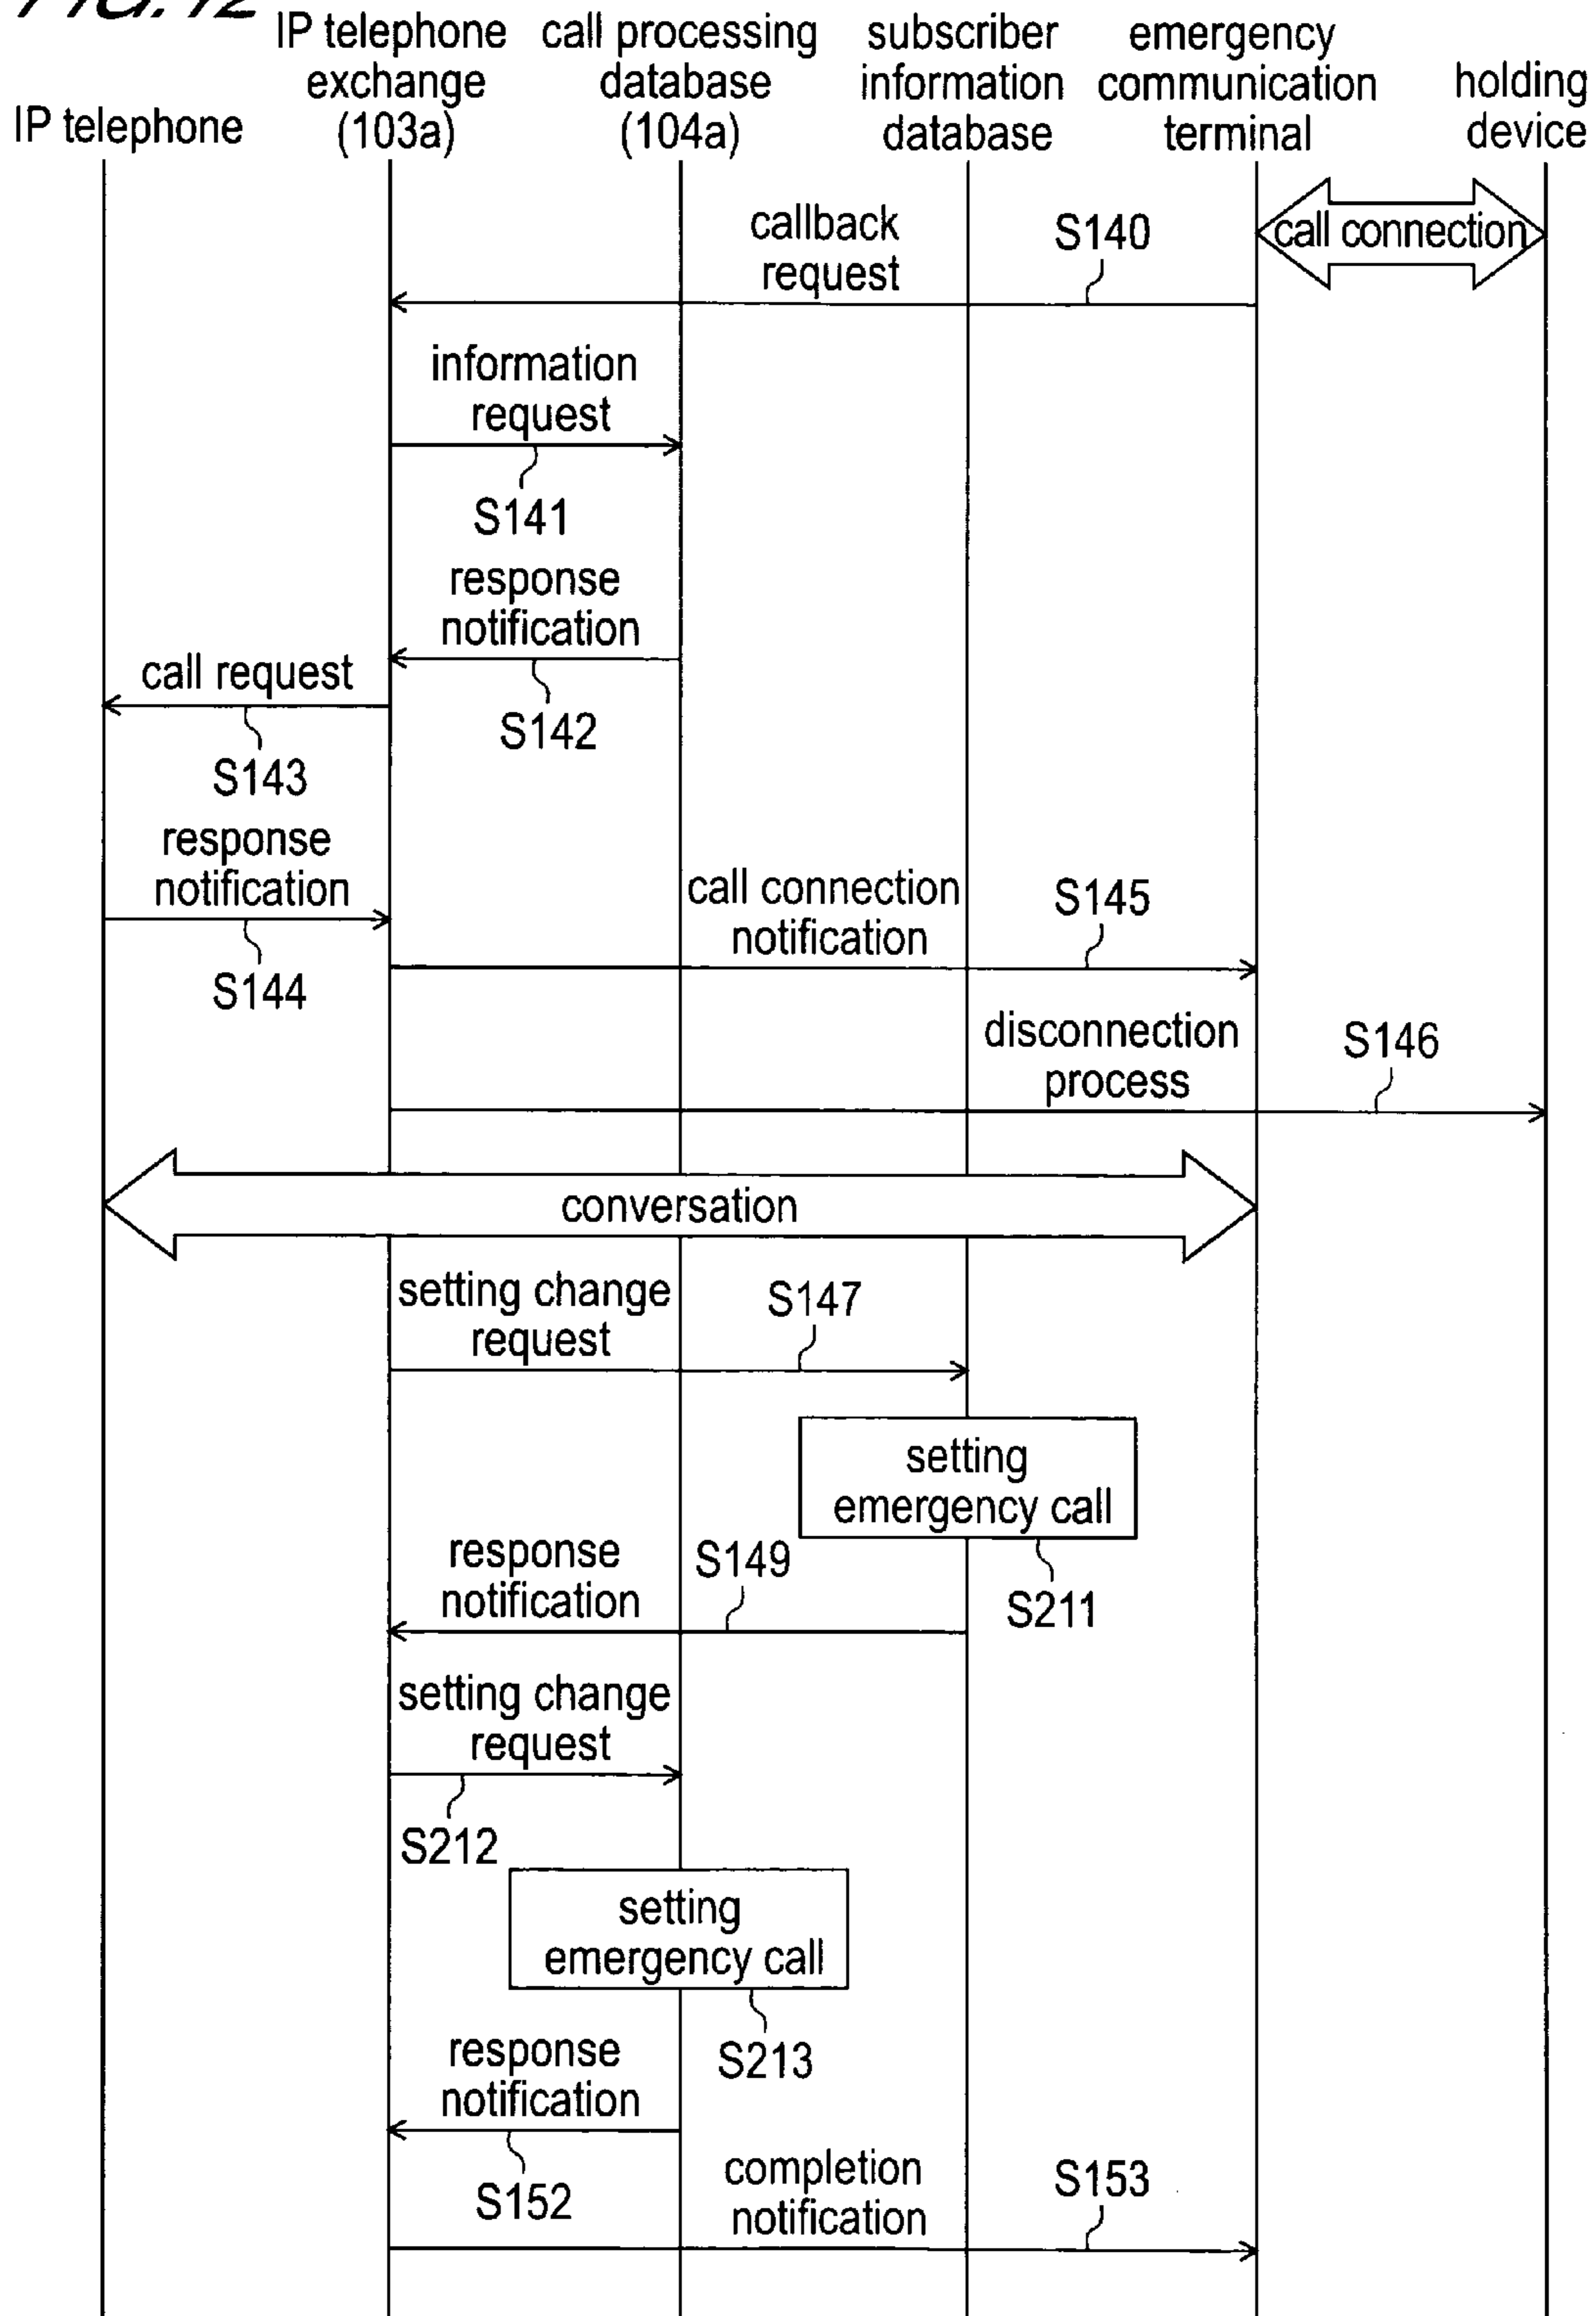 FIG. 12
IP telephone
IP telephone
exchange
(103a)
call processing
database
(104a)
subscriber
information
database
emergency
communication
terminal
holding
device
call connection
callback
request
S140
information
request
S141
response
notification
S142
call request
S143
response
notification
S144
call connection
notification
S145
disconnection
process
S146
conversation
setting change
request
S147
setting
emergency call
S211
response
notification
S149
setting change
request
S212
setting
emergency call
S213
response
notification
S152
completion
notification
S153